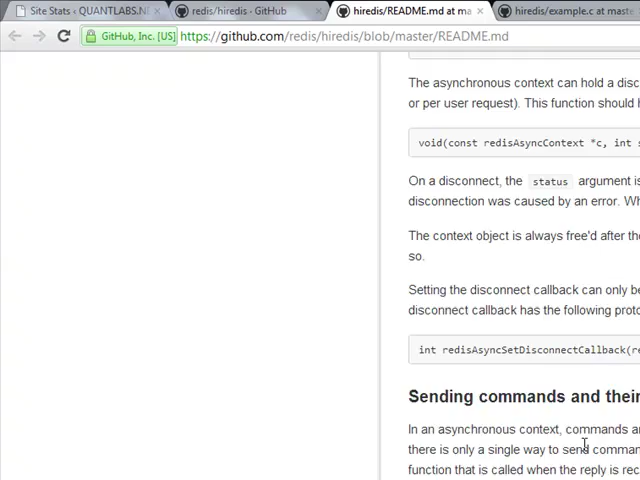 Site Stats ‹ QUANTLABS.N
redis/hiredis · GitHub
hiredis/README.md at ma
hiredis/example.c at maste
GitHub, Inc. [US]
https://github.com/redis/hiredis/blob/master/README.md
The asynchronous context can hold a disc
or per user request). This function should h
void(const redisAsyncContext *c, int s
On a disconnect, the status argument is
disconnection was caused by an error. Wh
The context object is always free'd after the
so.
Setting the disconnect callback can only be
disconnect callback has the following proto
int redisAsyncSetDisconnectCallback(re
Sending commands and their
In an asynchronous context, commands ar
there is only a single way to send comman
function that is called when the reply is rec